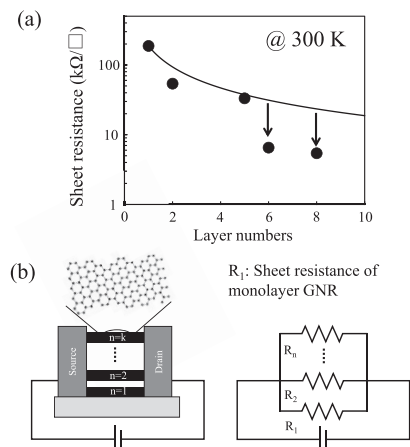 (a)
@ 300 K
Sheet resistance (kΩ/□)
100
10
1
0
2
4
6
8
10
Layer numbers
(b)
R₁: Sheet resistance of
monolayer GNR
Source
n=k
n=2
n=1
Drain
Rₙ
R₂
R₁